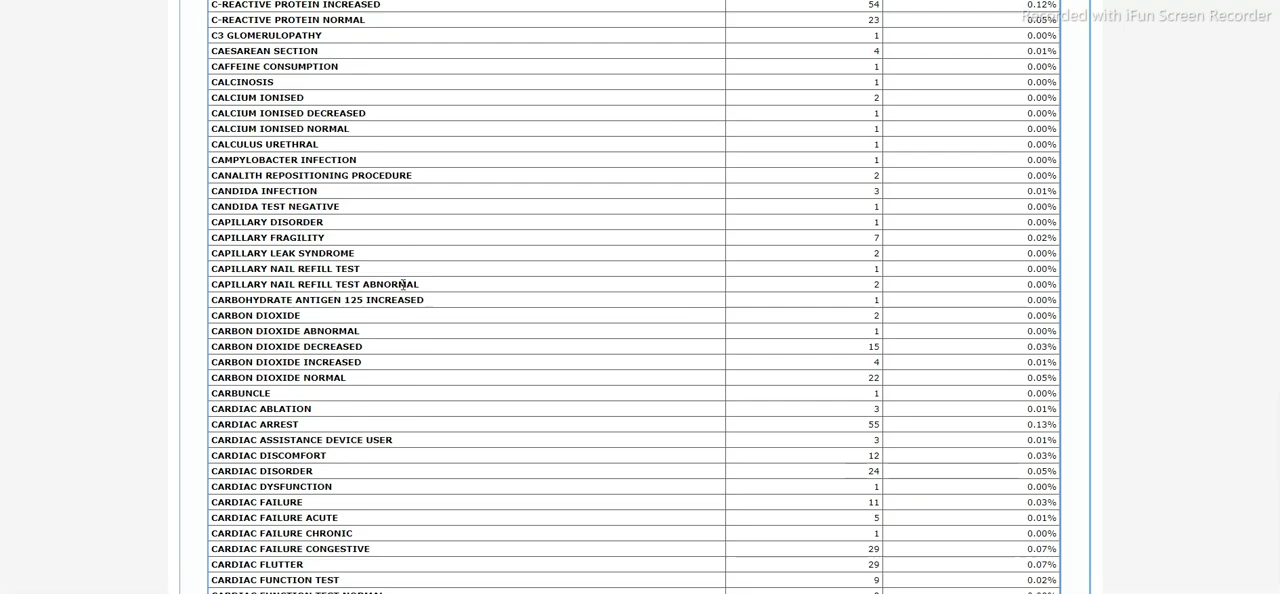 C-REACTIVE PROTEIN INCREASED 54 0.12%
Recorded with iFun Screen Recorder
C-REACTIVE PROTEIN NORMAL 23 0.05%
C3 GLOMERULOPATHY 1 0.00%
CAESAREAN SECTION 4 0.01%
CAFFEINE CONSUMPTION 1 0.00%
CALCINOSIS 1 0.00%
CALCIUM IONISED 2 0.00%
CALCIUM IONISED DECREASED 1 0.00%
CALCIUM IONISED NORMAL 1 0.00%
CALCULUS URETHRAL 1 0.00%
CAMPYLOBACTER INFECTION 1 0.00%
CANALITH REPOSITIONING PROCEDURE 2 0.00%
CANDIDA INFECTION 3 0.01%
CANDIDA TEST NEGATIVE 1 0.00%
CAPILLARY DISORDER 1 0.00%
CAPILLARY FRAGILITY 7 0.02%
CAPILLARY LEAK SYNDROME 2 0.00%
CAPILLARY NAIL REFILL TEST 1 0.00%
CAPILLARY NAIL REFILL TEST ABNORMAL 2 0.00%
CARBOHYDRATE ANTIGEN 125 INCREASED 1 0.00%
CARBON DIOXIDE 2 0.00%
CARBON DIOXIDE ABNORMAL 1 0.00%
CARBON DIOXIDE DECREASED 15 0.03%
CARBON DIOXIDE INCREASED 4 0.01%
CARBON DIOXIDE NORMAL 22 0.05%
CARBUNCLE 1 0.00%
CARDIAC ABLATION 3 0.01%
CARDIAC ARREST 55 0.13%
CARDIAC ASSISTANCE DEVICE USER 3 0.01%
CARDIAC DISCOMFORT 12 0.03%
CARDIAC DISORDER 24 0.05%
CARDIAC DYSFUNCTION 1 0.00%
CARDIAC FAILURE 11 0.03%
CARDIAC FAILURE ACUTE 5 0.01%
CARDIAC FAILURE CHRONIC 1 0.00%
CARDIAC FAILURE CONGESTIVE 29 0.07%
CARDIAC FLUTTER 29 0.07%
CARDIAC FUNCTION TEST 9 0.02%